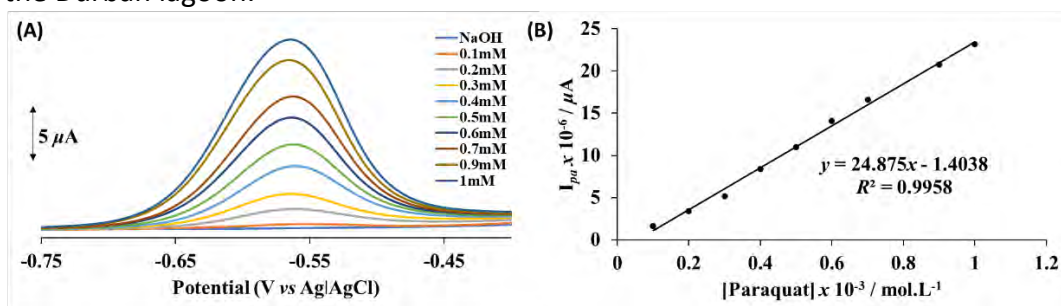 the Durban lagoon.
(A)
NaOH
0.1mM
0.2mM
0.3mM
0.4mM
0.5mM
0.6mM
0.7mM
0.9mM
1mM
5 µA
-0.75 -0.65 -0.55 -0.45
Potential (V vs Ag|AgCl)
(B)
25
20
15
10
5
0
I_pa x 10⁻⁶ / µA
y = 24.875x - 1.4038
R² = 0.9958
0 0.2 0.4 0.6 0.8 1 1.2
[Paraquat] x 10⁻³ / mol.L⁻¹